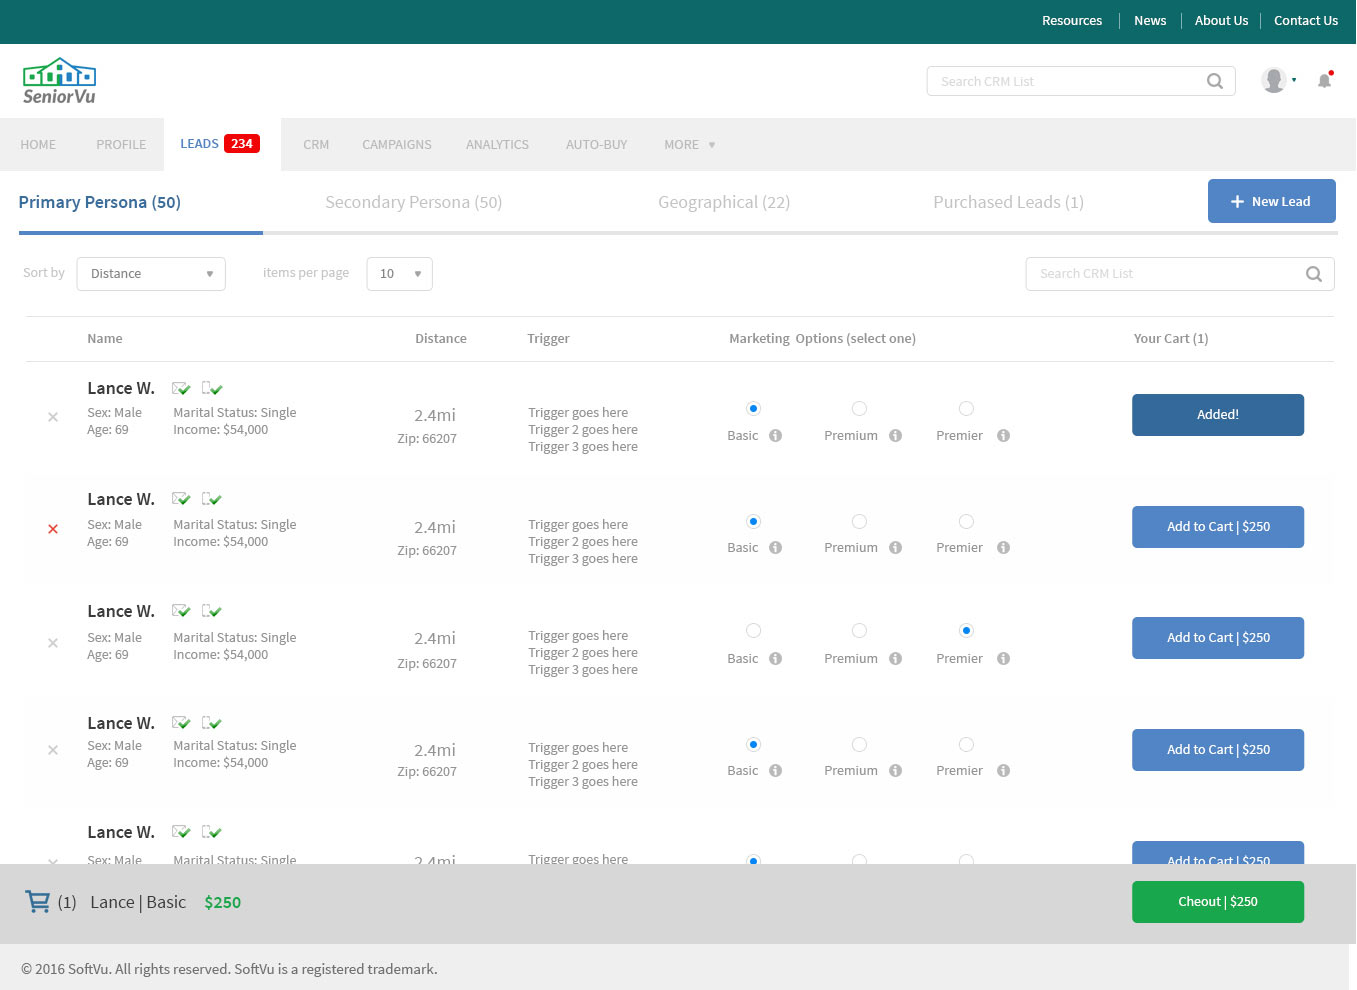 Resources News About Us Contact Us
SeniorVu
Search CRM List
HOME PROFILE LEADS 234 CRM CAMPAIGNS ANALYTICS AUTO-BUY MORE
Primary Persona (50) Secondary Persona (50) Geographical (22) Purchased Leads (1) + New Lead
Sort by Distance items per page 10 Search CRM List
Name Distance Trigger Marketing Options (select one) Your Cart (1)
Lance W.
Sex: Male Marital Status: Single 2.4mi Trigger goes here Added!
Age: 69 Income: $54,000 Zip: 66207 Trigger 2 goes here Basic Premium Premier
Trigger 3 goes here
Lance W.
Sex: Male Marital Status: Single 2.4mi Trigger goes here Add to Cart | $250
Age: 69 Income: $54,000 Zip: 66207 Trigger 2 goes here Basic Premium Premier
Trigger 3 goes here
Lance W.
Sex: Male Marital Status: Single 2.4mi Trigger goes here Add to Cart | $250
Age: 69 Income: $54,000 Zip: 66207 Trigger 2 goes here Basic Premium Premier
Trigger 3 goes here
Lance W.
Sex: Male Marital Status: Single 2.4mi Trigger goes here Add to Cart | $250
Age: 69 Income: $54,000 Zip: 66207 Trigger 2 goes here Basic Premium Premier
Trigger 3 goes here
Lance W.
Sex: Male Marital Status: Single 2.4mi Trigger goes here Add to Cart | $250
(1) Lance | Basic $250 Cheout | $250
© 2016 SoftVu. All rights reserved. SoftVu is a registered trademark.